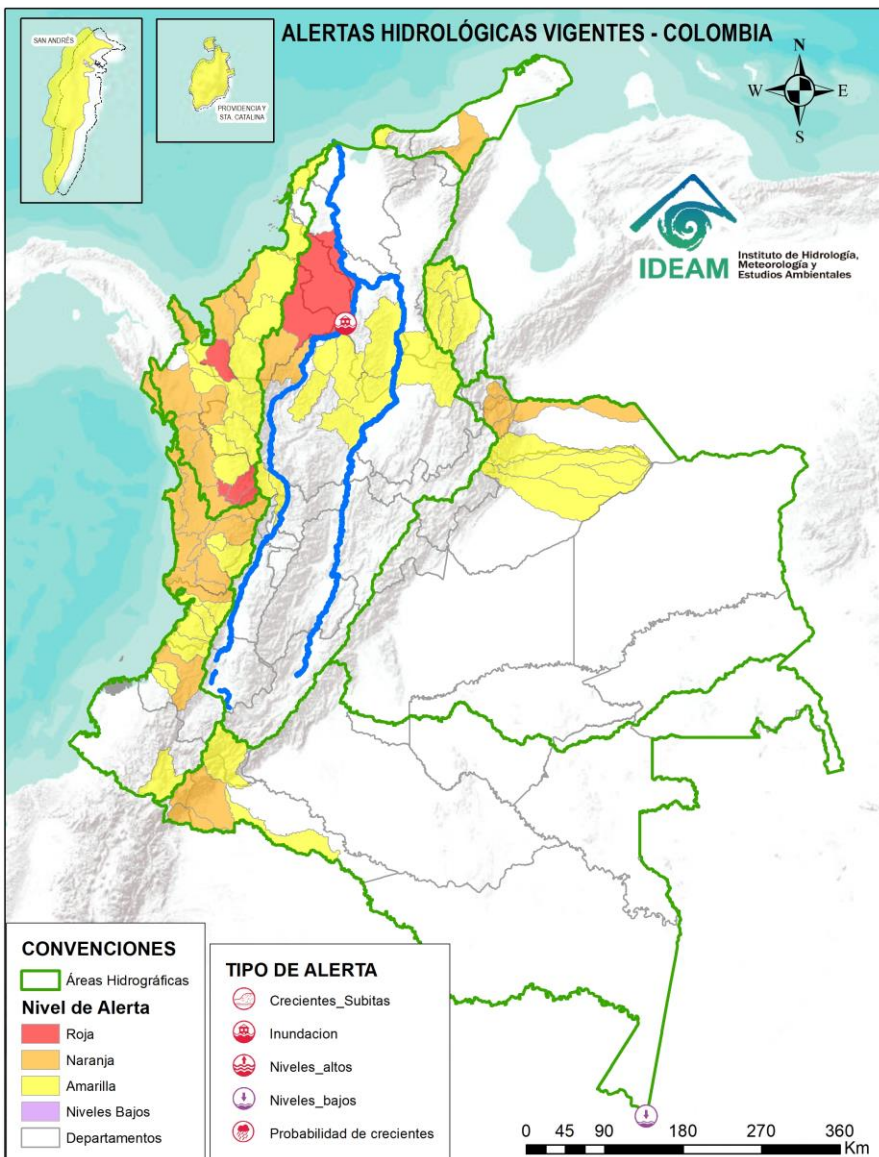 ALERTAS HIDROLÓGICAS VIGENTES - COLOMBIA
SAN ANDRÉS
PROVIDENCIA Y
STA. CATALINA
N
W
E
S
IDEAM
Instituto de Hidrología,
Meteorología y
Estudios Ambientales
CONVENCIONES
Áreas Hidrográficas
Nivel de Alerta
Roja
Naranja
Amarilla
Niveles Bajos
Departamentos
TIPO DE ALERTA
Crecientes_Subitas
Inundacion
Niveles_altos
Niveles_bajos
Probabilidad de crecientes
0 45 90 180 270 360
Km